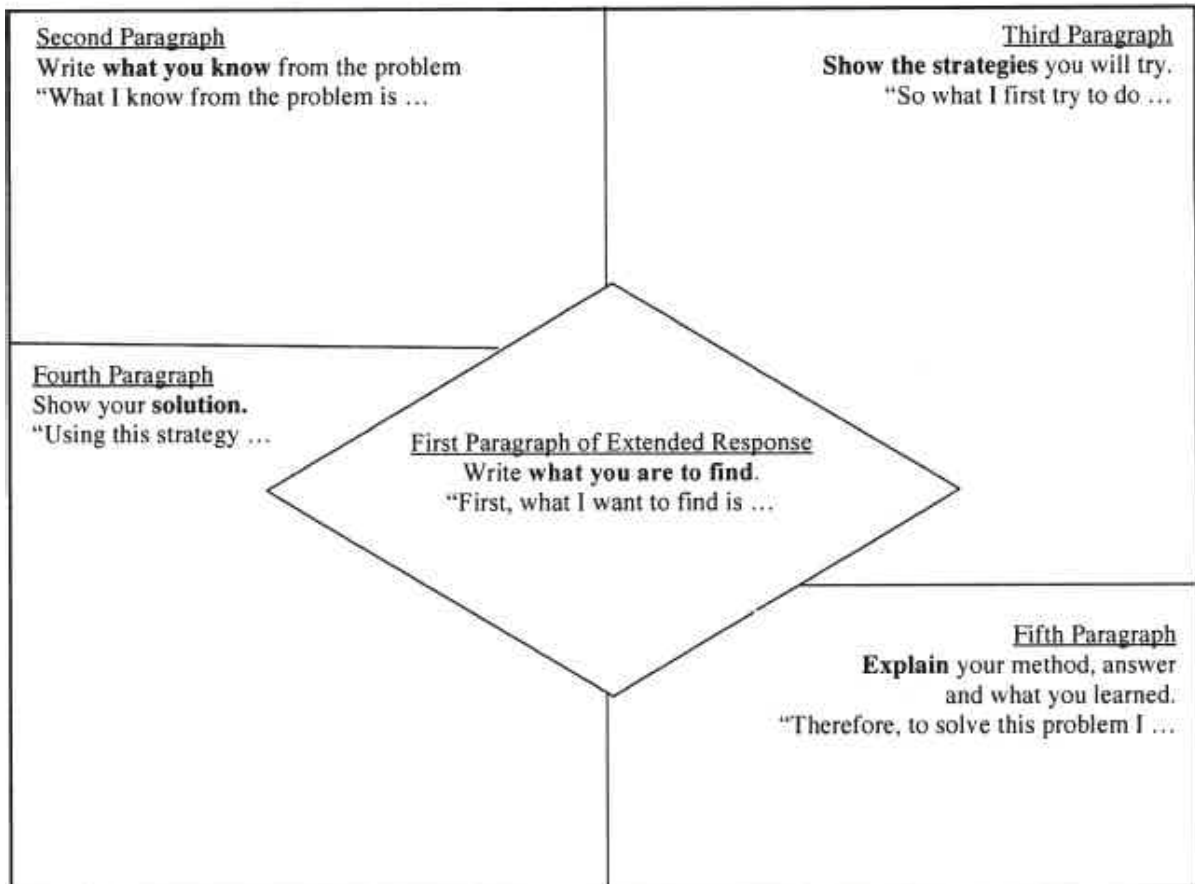 Second Paragraph
Write what you know from the problem
“What I know from the problem is ...
Third Paragraph
Show the strategies you will try.
“So what I first try to do ...
Fourth Paragraph
Show your solution.
“Using this strategy ...
First Paragraph of Extended Response
Write what you are to find.
“First, what I want to find is ...
Fifth Paragraph
Explain your method, answer
and what you learned.
“Therefore, to solve this problem I ...